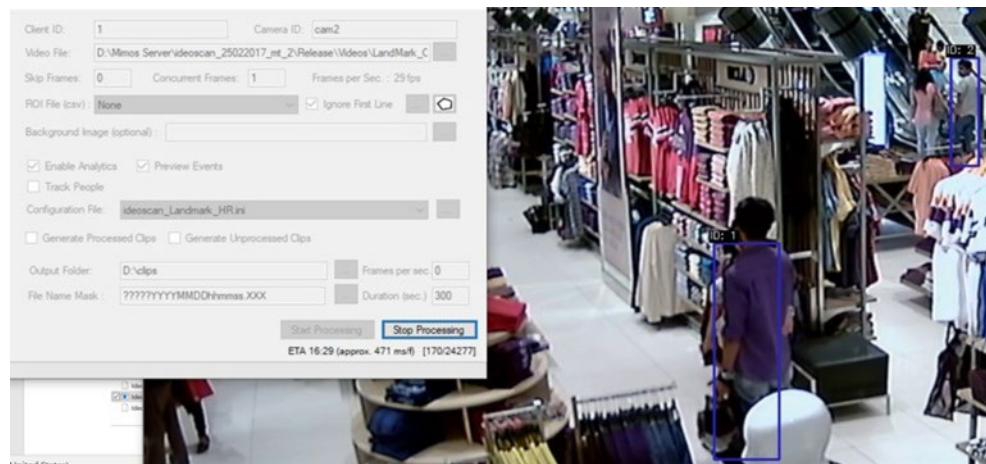 Client ID: 1 Camera ID: cam2
Video File: D:\Mimos Server\ideoscan_25022017_mt_2\Release\Videos\LandMark_C
Skip Frames: 0 Concurrent Frames: 1 Frames per Sec. : 29 fps
ROI File (csv) : None Ignore First Line ...
Background Image (optional) : ...
Enable Analytics Preview Events
Track People
Configuration File: ideoscan_Landmark_HR.ini ...
Generate Processed Clips Generate Unprocessed Clips
Output Folder: D:\clips ... Frames per sec. 0
File Name Mask : ?????YYYYMMDDhhmmss.XXX ... Duration (sec.) 300
Start Processing Stop Processing
ETA 16:29 (approx. 471 ms/f) [170/24277]
ID: 2
ID: 1